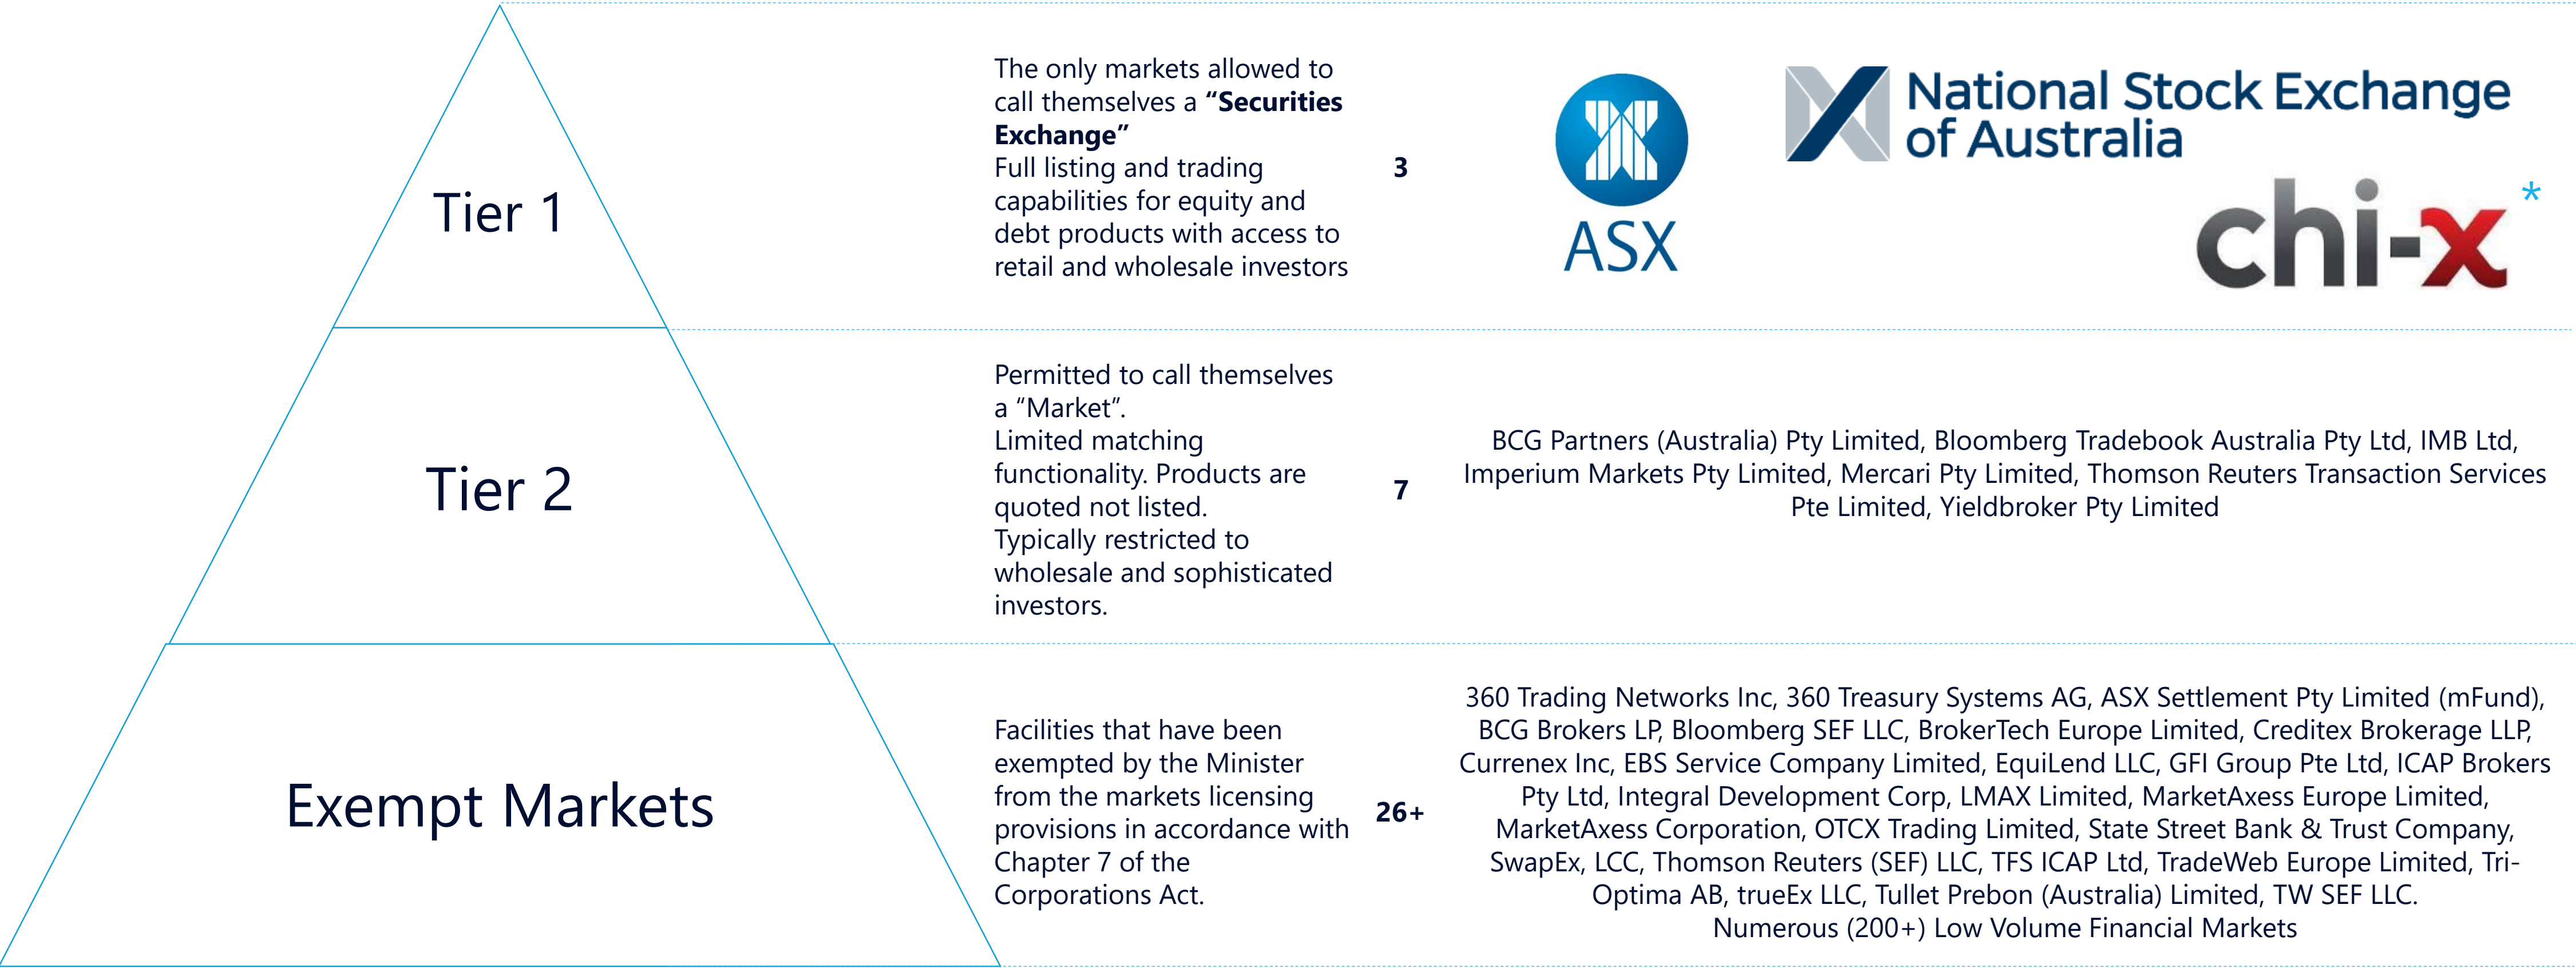 Tier 1
The only markets allowed to
call themselves a “Securities
Exchange”
Full listing and trading
capabilities for equity and
debt products with access to
retail and wholesale investors
3
ASX
National Stock Exchange
of Australia
chi-x
*
Tier 2
Permitted to call themselves
a “Market”.
Limited matching
functionality. Products are
quoted not listed.
Typically restricted to
wholesale and sophisticated
investors.
7
BCG Partners (Australia) Pty Limited, Bloomberg Tradebook Australia Pty Ltd, IMB Ltd,
Imperium Markets Pty Limited, Mercari Pty Limited, Thomson Reuters Transaction Services
Pte Limited, Yieldbroker Pty Limited
Exempt Markets
Facilities that have been
exempted by the Minister
from the markets licensing
provisions in accordance with
Chapter 7 of the
Corporations Act.
26+
360 Trading Networks Inc, 360 Treasury Systems AG, ASX Settlement Pty Limited (mFund),
BCG Brokers LP, Bloomberg SEF LLC, BrokerTech Europe Limited, Creditex Brokerage LLP,
Currenex Inc, EBS Service Company Limited, EquiLend LLC, GFI Group Pte Ltd, ICAP Brokers
Pty Ltd, Integral Development Corp, LMAX Limited, MarketAxess Europe Limited,
MarketAxess Corporation, OTCX Trading Limited, State Street Bank & Trust Company,
SwapEx, LCC, Thomson Reuters (SEF) LLC, TFS ICAP Ltd, TradeWeb Europe Limited, Tri-
Optima AB, trueEx LLC, Tullet Prebon (Australia) Limited, TW SEF LLC.
Numerous (200+) Low Volume Financial Markets